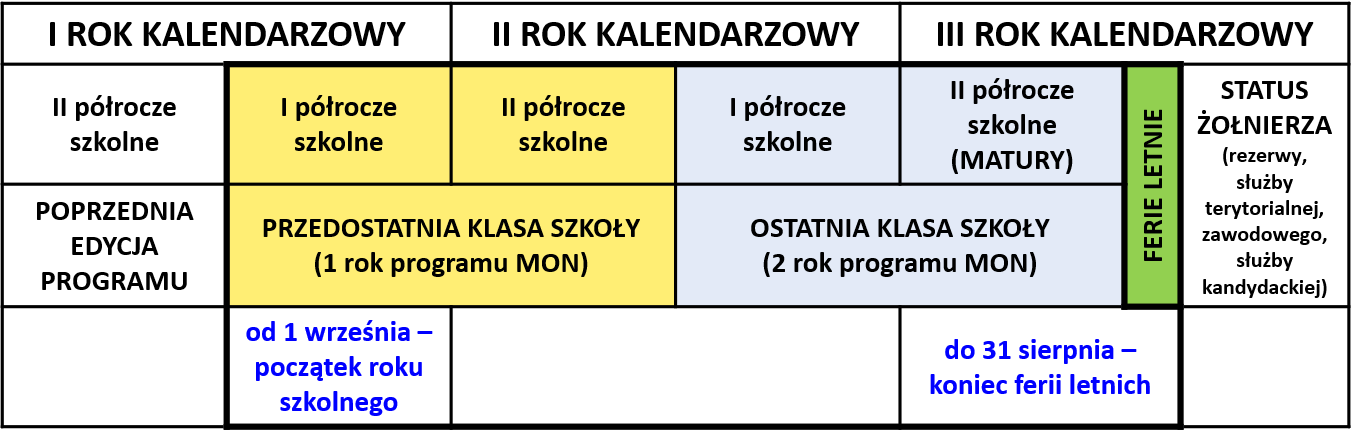 I ROK KALENDARZOWY
II ROK KALENDARZOWY
III ROK KALENDARZOWY
II półrocze
szkolne
I półrocze
szkolne
II półrocze
szkolne
I półrocze
szkolne
II półrocze
szkolne
(MATURY)
FERIE LETNIE
STATUS
ŻOŁNIERZA
(rezerwy,
służby
terytorialnej,
zawodowego,
służby
kandydackiej)
POPRZEDNIA
EDYCJA
PROGRAMU
PRZEDOSTATNIA KLASA SZKOŁY
(1 rok programu MON)
OSTATNIA KLASA SZKOŁY
(2 rok programu MON)
od 1 września –
początek roku
szkolnego
do 31 sierpnia –
koniec ferii letnich